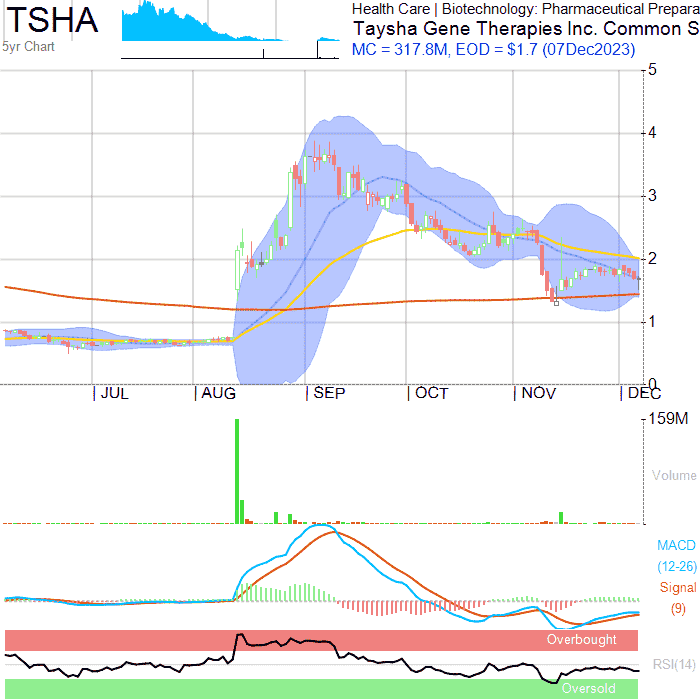 TSHA
5yr Chart
Health Care | Biotechnology: Pharmaceutical Prepara
Taysha Gene Therapies Inc. Common S
MC = 317.8M, EOD = $1.7 (07Dec2023)
5
4
3
2
1
0
JUL
AUG
SEP
OCT
NOV
DEC
159M
Volume
MACD
(12-26)
Signal
(9)
Overbought
RSI(14)
Oversold